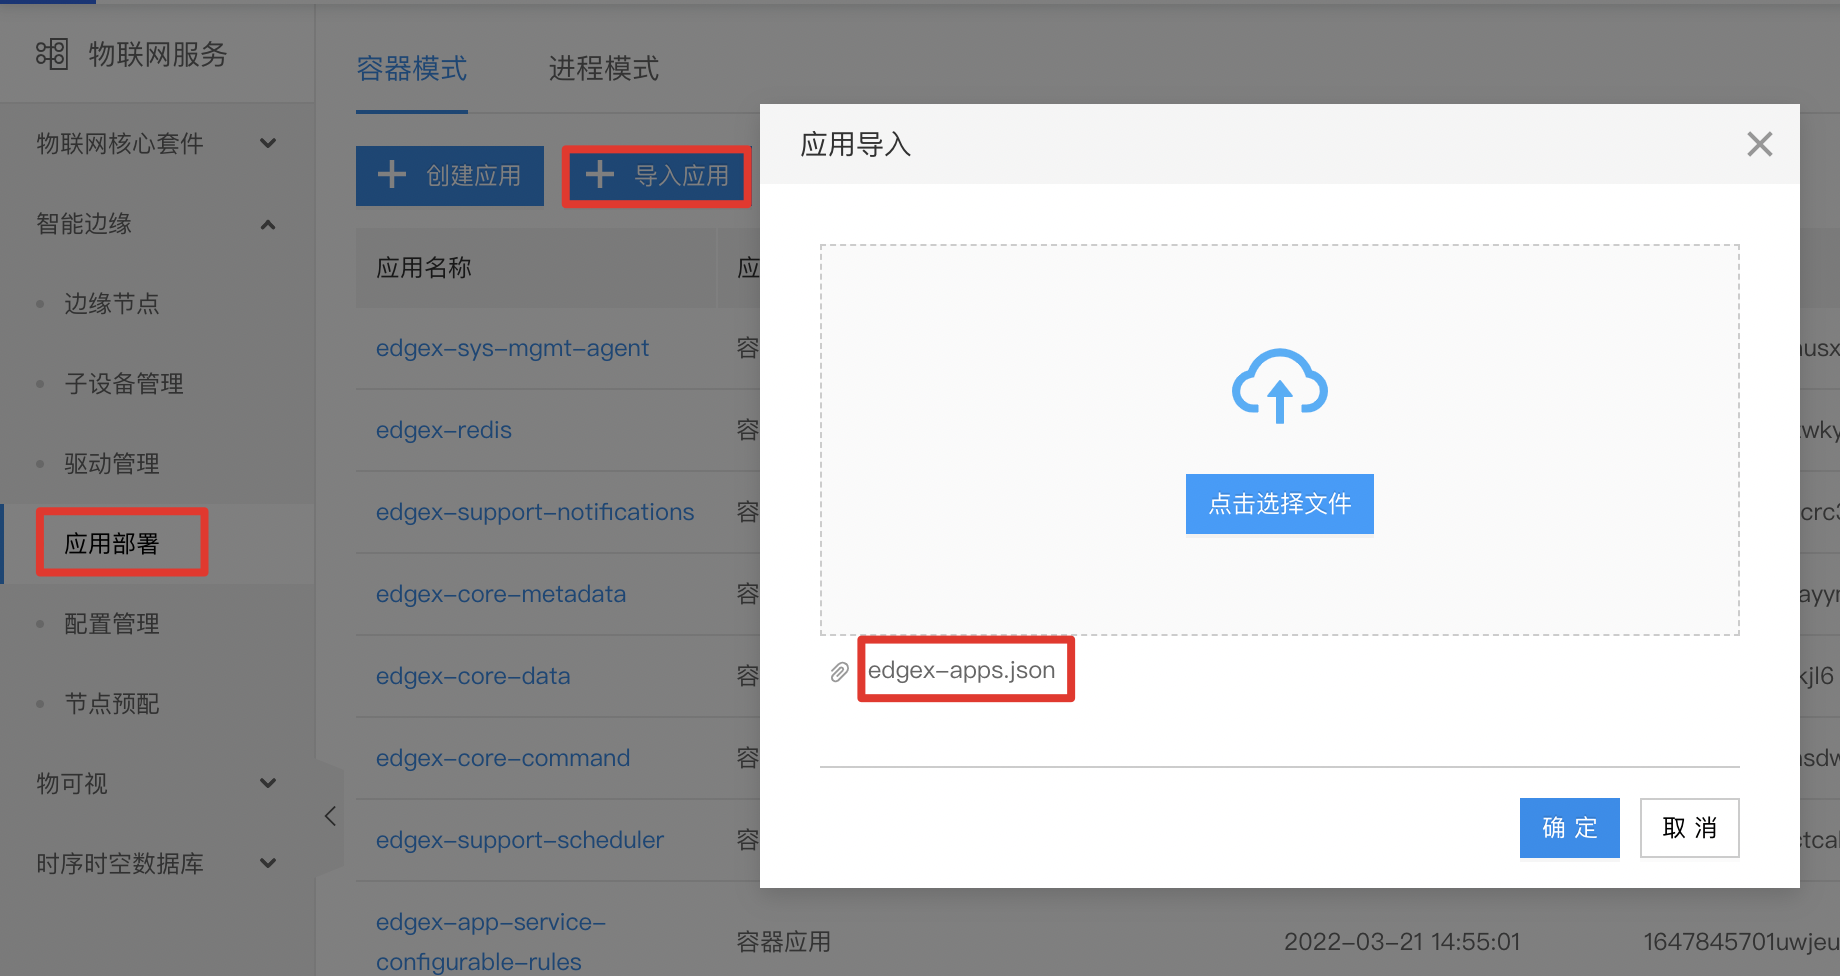 物联网服务
物联网核心套件
智能边缘
边缘节点
子设备管理
驱动管理
应用部署
配置管理
节点预配
物可视
时序时空数据库
容器模式
进程模式
创建应用
导入应用
应用名称
应
edgex-sys-mgmt-agent
容
edgex-redis
容
edgex-support-notifications
容
edgex-core-metadata
容
edgex-core-data
容
edgex-core-command
容
edgex-support-scheduler
容
edgex-app-service-
configurable-rules
容器应用
2022-03-21 14:55:01
1647845701uwjeu
应用导入
点击选择文件
edgex-apps.json
确 定
取 消
kjl6